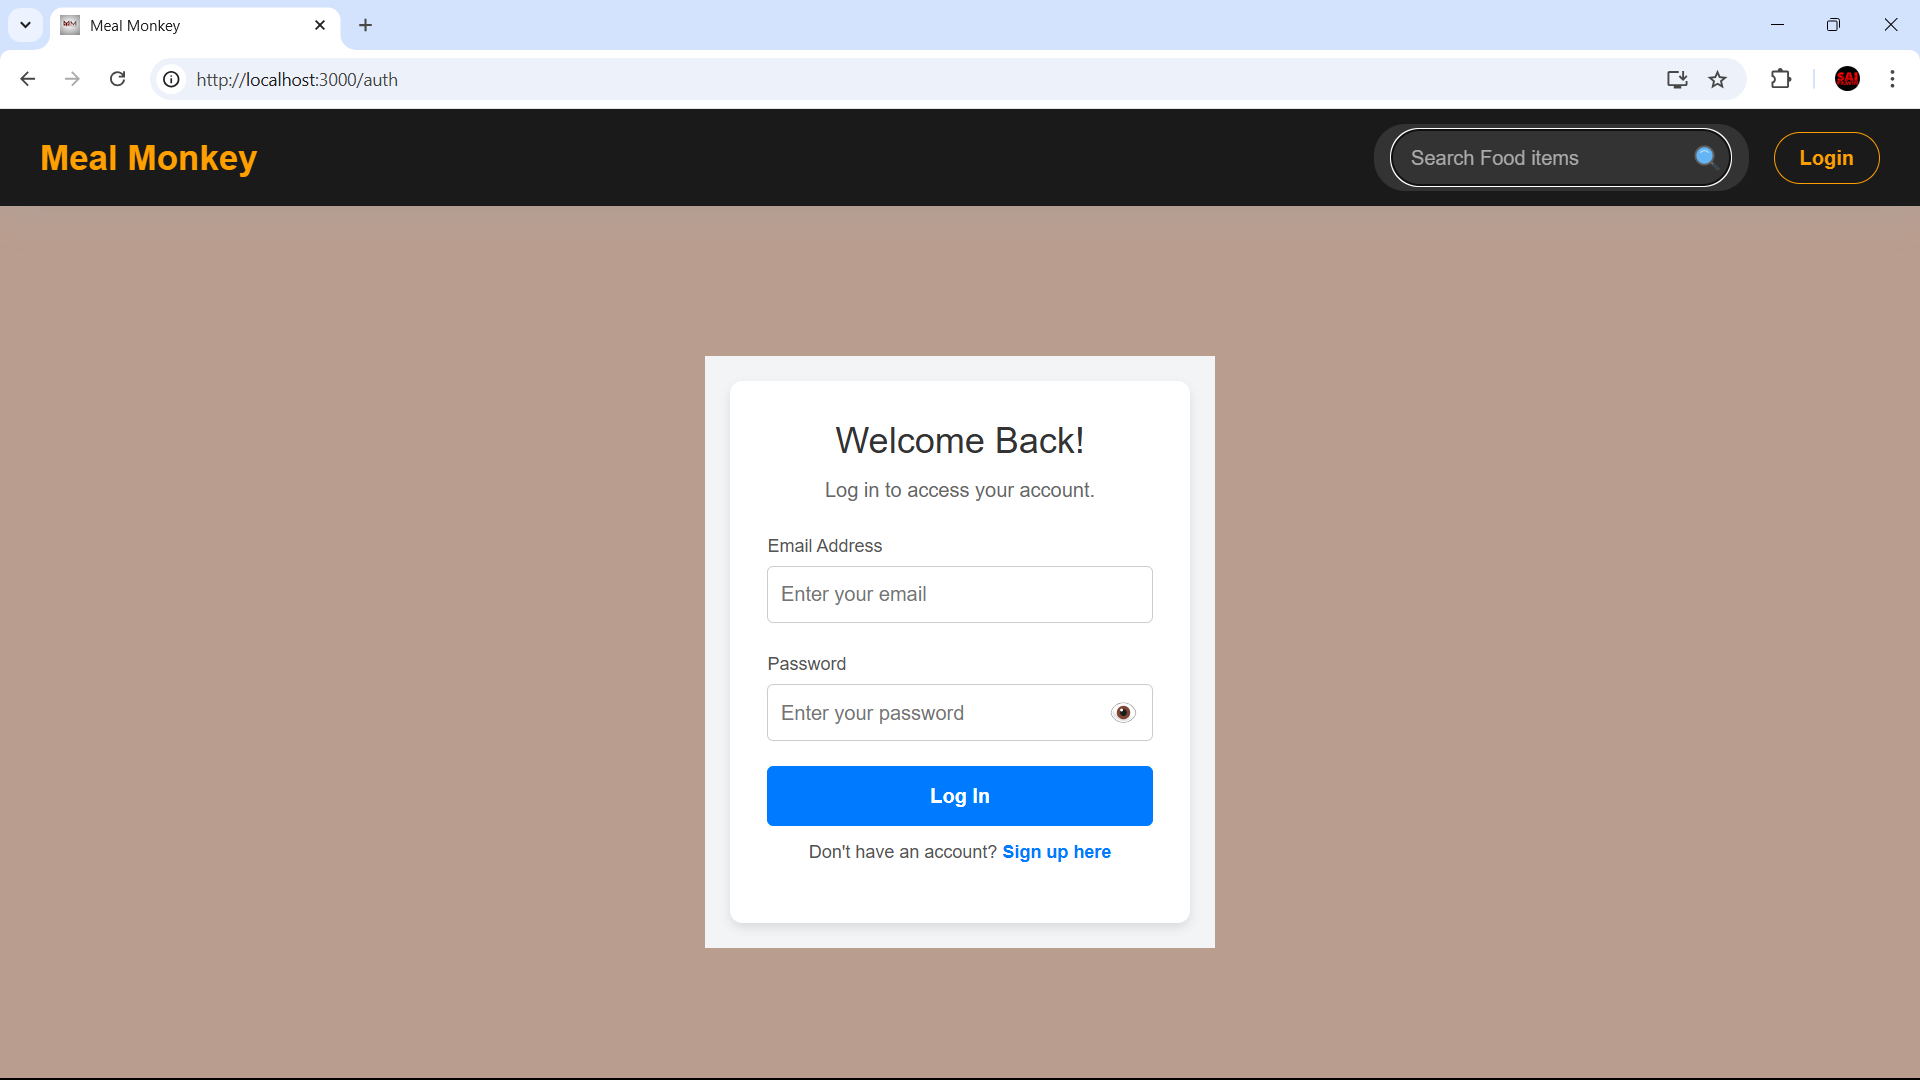 Meal Monkey
http://localhost:3000/auth
Meal Monkey
Search Food items
Login
Welcome Back!
Log in to access your account.
Email Address
Enter your email
Password
Enter your password
Log In
Don't have an account? Sign up here